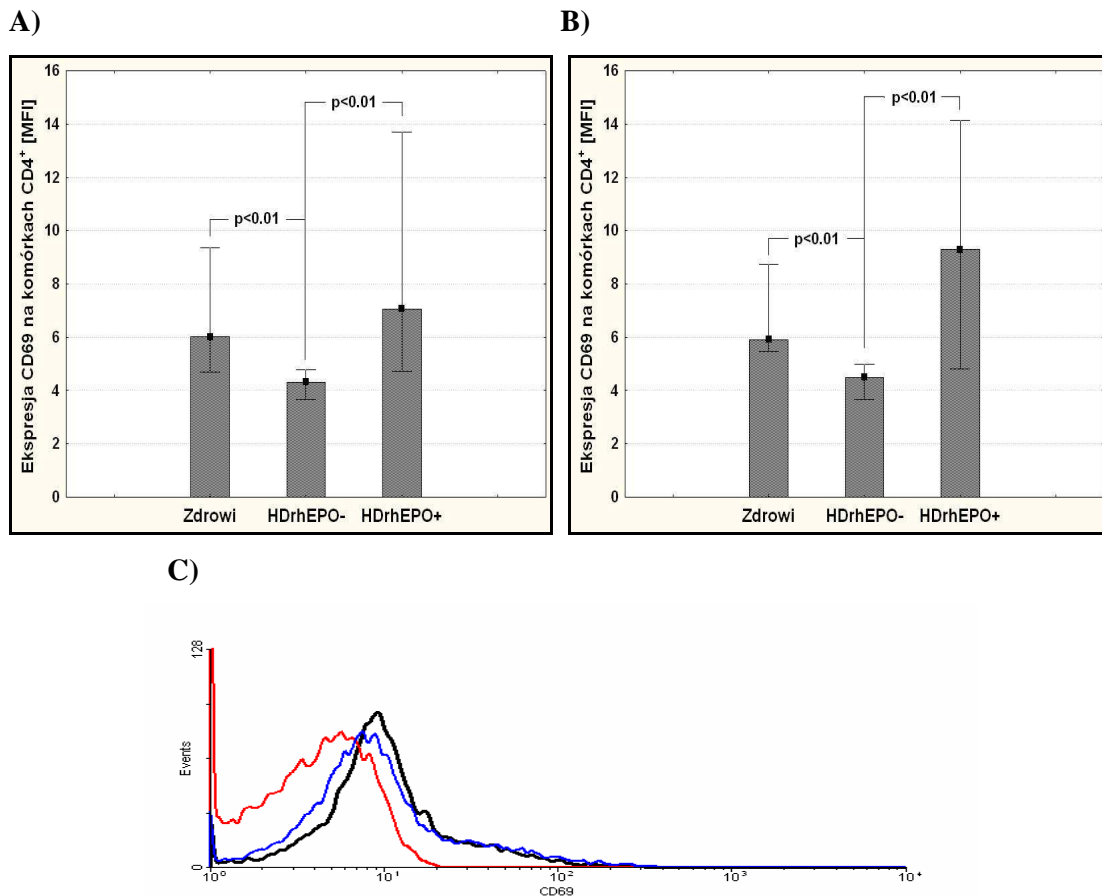 A)
B)
Ekspresja CD69 na komórkach CD4⁺ [MFI]
16
14
12
10
8
6
4
2
0
p<0.01
p<0.01
Zdrowi HDrhEPO- HDrhEPO+
Ekspresja CD69 na komórkach CD4⁺ [MFI]
16
14
12
10
8
6
4
2
0
p<0.01
p<0.01
Zdrowi HDrhEPO- HDrhEPO+
C)
128
Events
0
10⁰ 10¹ 10² 10³ 10⁴
CD69